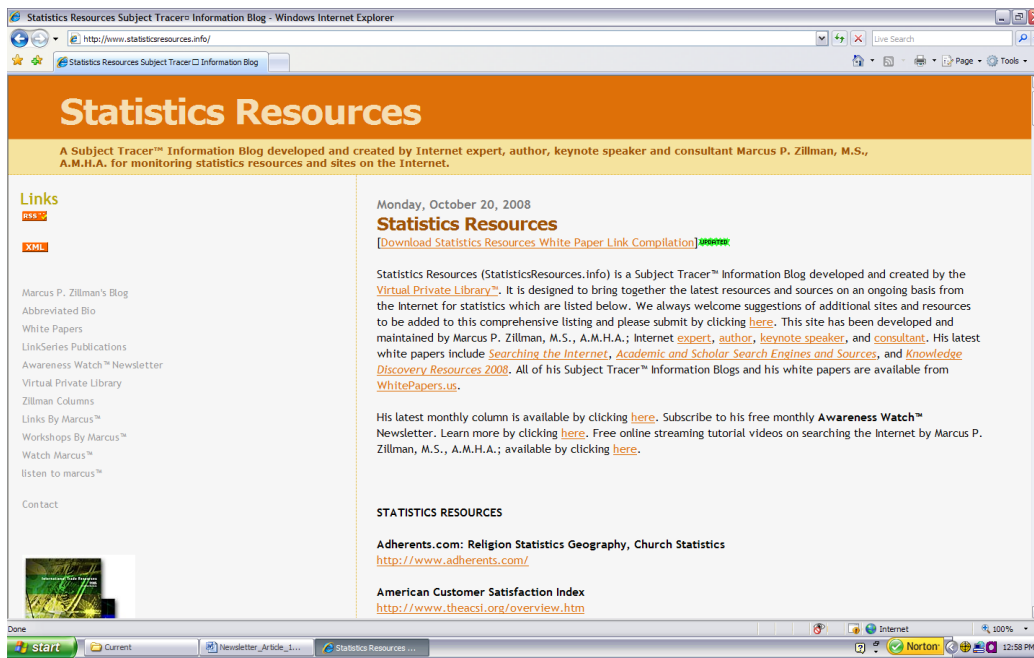 Statistics Resources Subject Tracer¤ Information Blog - Windows Internet Explorer
http://www.statisticsresources.info/
Live Search
Statistics Resources Subject Tracer□ Information Blog
Page
Tools
Statistics Resources
A Subject Tracer™ Information Blog developed and created by Internet expert, author, keynote speaker and consultant Marcus P. Zillman, M.S.,
A.M.H.A. for monitoring statistics resources and sites on the Internet.
Links
RSS
XML
Marcus P. Zillman's Blog
Abbreviated Bio
White Papers
LinkSeries Publications
Awareness Watch™ Newsletter
Virtual Private Library
Zillman Columns
Links By Marcus™
Workshops By Marcus™
Watch Marcus™
listen to marcus™
Contact
International Trade Resources
Monday, October 20, 2008
Statistics Resources
[Download Statistics Resources White Paper Link Compilation] UPDATED
Statistics Resources (StatisticsResources.info) is a Subject Tracer™ Information Blog developed and created by the
Virtual Private Library™. It is designed to bring together the latest resources and sources on an ongoing basis from
the Internet for statistics which are listed below. We always welcome suggestions of additional sites and resources
to be added to this comprehensive listing and please submit by clicking here. This site has been developed and
maintained by Marcus P. Zillman, M.S., A.M.H.A.; Internet expert, author, keynote speaker, and consultant. His latest
white papers include Searching the Internet, Academic and Scholar Search Engines and Sources, and Knowledge
Discovery Resources 2008. All of his Subject Tracer™ Information Blogs and his white papers are available from
WhitePapers.us.
His latest monthly column is available by clicking here. Subscribe to his free monthly Awareness Watch™
Newsletter. Learn more by clicking here. Free online streaming tutorial videos on searching the Internet by Marcus P.
Zillman, M.S., A.M.H.A.; available by clicking here.
STATISTICS RESOURCES
Adherents.com: Religion Statistics Geography, Church Statistics
http://www.adherents.com/
American Customer Satisfaction Index
http://www.theacsi.org/overview.htm
Done
Internet
100%
start
Current
Newsletter_Article_1...
Statistics Resources ...
Norton
12:58 PM